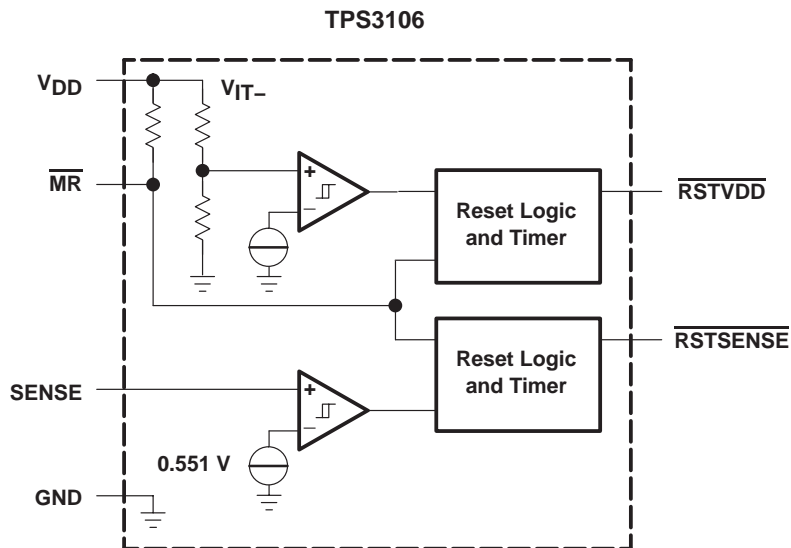 TPS3106
VDD
VIT–
MR
+
–
Reset Logic
and Timer
RSTVDD
SENSE
+
–
0.551 V
Reset Logic
and Timer
RSTSENSE
GND